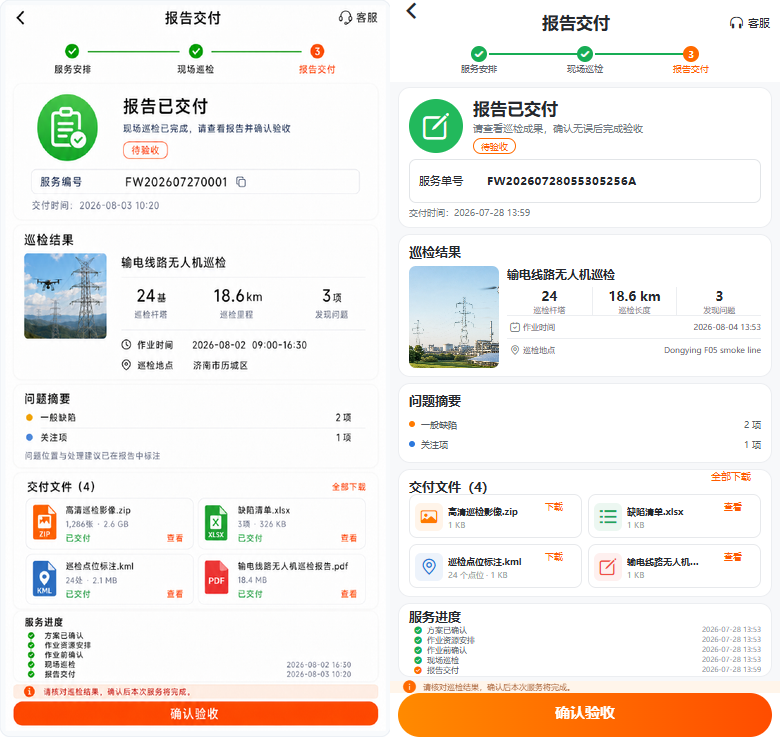 报告交付
客服
服务安排
现场巡检
3
报告交付
报告已交付
现场巡检已完成，请查看报告并确认验收
待验收
服务编号 FW202607270001
交付时间：2026-08-03 10:20
巡检结果
输电线路无人机巡检
24基 18.6km 3项
巡检杆塔 巡检里程 发现问题
作业时间 2026-08-02 09:00-16:30
巡检地点 济南市历城区
问题摘要
一般缺陷 2 项
关注项 1 项
问题位置与处理建议已在报告中标注
交付文件（4） 全部下载
ZIP
高清巡检影像.zip
1,286张 · 2.6 GB
已交付 查看
XLSX
缺陷清单.xlsx
3项 · 326 KB
已交付 查看
KML
巡检点位标注.kml
24处 · 2.1 MB
已交付 查看
PDF
输电线路无人机巡检报告.pdf
18.4 MB
已交付 查看
服务进度
方案已确认
作业资源安排
作业前确认
现场巡检 2026-08-02 16:30
报告交付 2026-08-03 10:20
请核对巡检结果，确认后本次服务将完成。
确认验收
报告交付
客服
服务安排
现场巡检
3
报告交付
报告已交付
请查看巡检成果，确认无误后完成验收
待验收
服务单号 FW20260728055305256A
交付时间：2026-07-28 13:59
巡检结果
输电线路无人机巡检
24 18.6 km 3
巡检杆塔 巡检长度 发现问题
作业时间 2026-08-04 13:53
巡检地点 Dongying F05 smoke line
问题摘要
一般缺陷 2 项
关注项 1 项
全部下载
交付文件（4）
高清巡检影像.zip 下载
1 KB
缺陷清单.xlsx 查看
1 KB
巡检点位标注.kml 下载
24 个点位 · 1 KB
输电线路无人机... 查看
1 KB
服务进度
方案已确认 2026-07-28 13:53
作业资源安排 2026-07-28 13:53
作业前确认 2026-07-28 13:53
现场巡检 2026-07-28 13:53
报告交付 2026-07-28 13:59
请核对巡检结果，确认后本次服务将完成。
确认验收